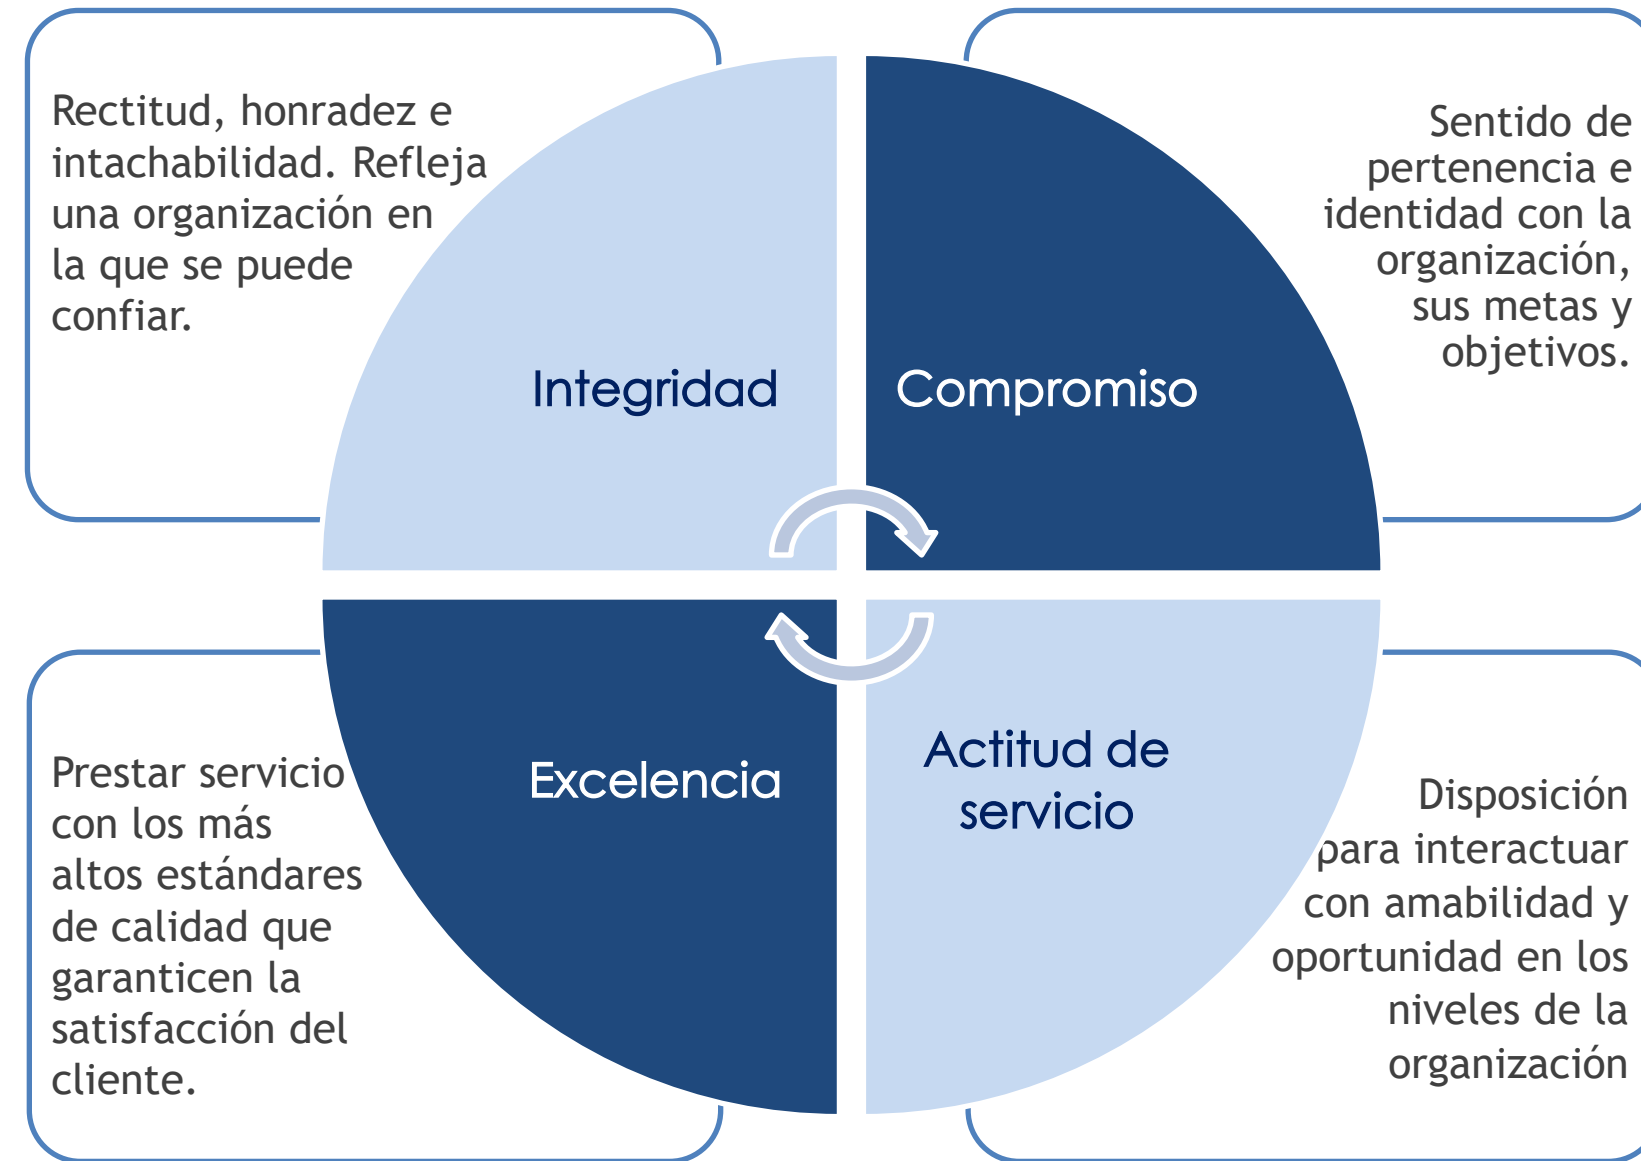 Rectitud, honradez e
intachabilidad. Refleja
una organización en
la que se puede
confiar.
Integridad
Compromiso
Sentido de
pertenencia e
identidad con la
organización,
sus metas y
objetivos.
Prestar servicio
con los más
altos estándares
de calidad que
garanticen la
satisfacción del
cliente.
Excelencia
Actitud de
servicio
Disposición
para interactuar
con amabilidad y
oportunidad en los
niveles de la
organización